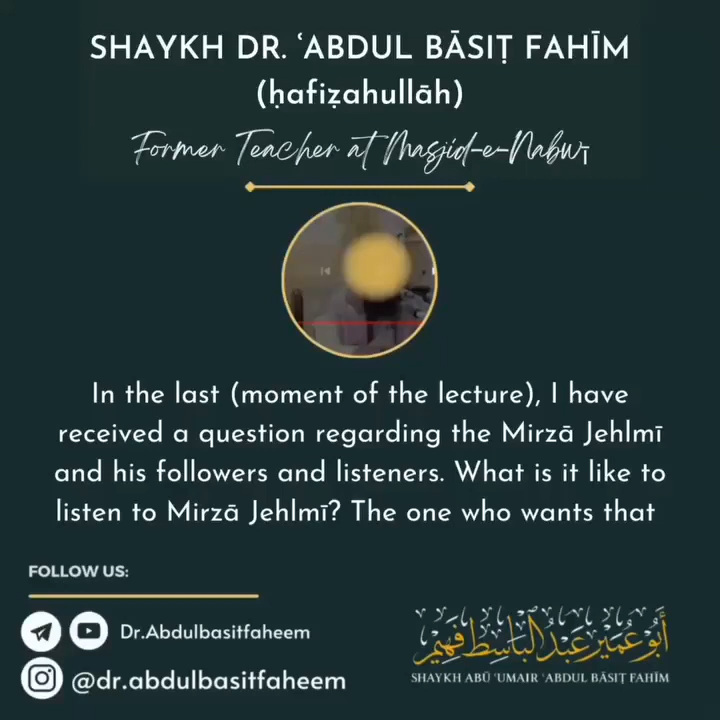 SHAYKH DR. ʿABDUL BĀSIṬ FAHĪM
(ḥafiẓahullāh)
Former Teacher at Masjid-e-Nabwī
In the last (moment of the lecture), I have
received a question regarding the Mirzā Jehlmī
and his followers and listeners. What is it like to
listen to Mirzā Jehlmī? The one who wants that
FOLLOW US:
Dr.Abdulbasitfaheem
@dr.abdulbasitfaheem
أبو عمير عبد الباسط فهيم
SHAYKH ABŪ ʿUMAIR ʿABDUL BĀSIṬ FAHĪM